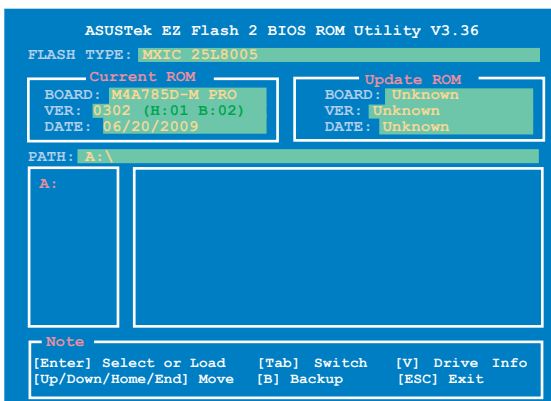 ASUSTek EZ Flash 2 BIOS ROM Utility V3.36
FLASH TYPE: MXIC 25L8005
Current ROM
BOARD: M4A785D-M PRO
VER: 0302 (H:01 B:02)
DATE: 06/20/2009
Update ROM
BOARD: Unknown
VER: Unknown
DATE: Unknown
PATH: A:\
A:
Note
[Enter] Select or Load [Tab] Switch [V] Drive Info
[Up/Down/Home/End] Move [B] Backup [ESC] Exit